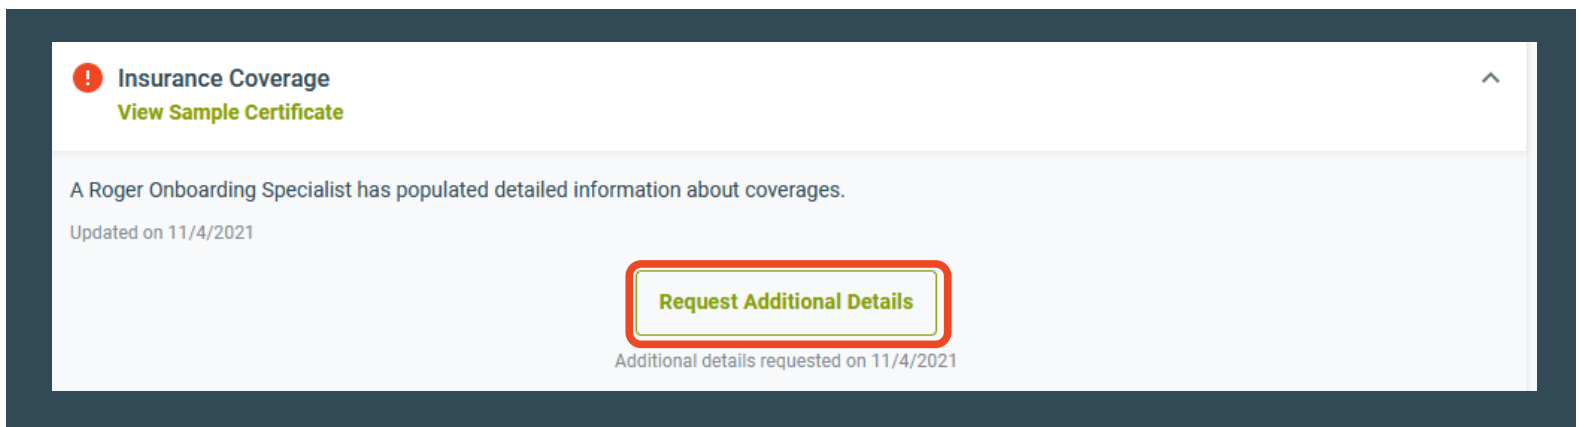 Insurance Coverage
View Sample Certificate
A Roger Onboarding Specialist has populated detailed information about coverages.
Updated on 11/4/2021
Request Additional Details
Additional details requested on 11/4/2021